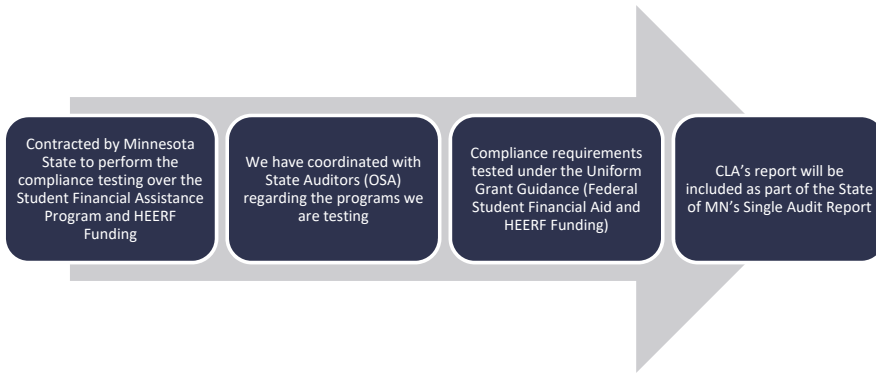 Contracted by Minnesota
State to perform the
compliance testing over the
Student Financial Assistance
Program and HEERF
Funding
We have coordinated with
State Auditors (OSA)
regarding the programs we
are testing
Compliance requirements
tested under the Uniform
Grant Guidance (Federal
Student Financial Aid and
HEERF Funding)
CLA's report will be
included as part of the State
of MN's Single Audit Report